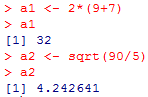 > a1 <- 2*(9+7)
> a1
[1] 32
> a2 <- sqrt(90/5)
> a2
[1] 4.242641